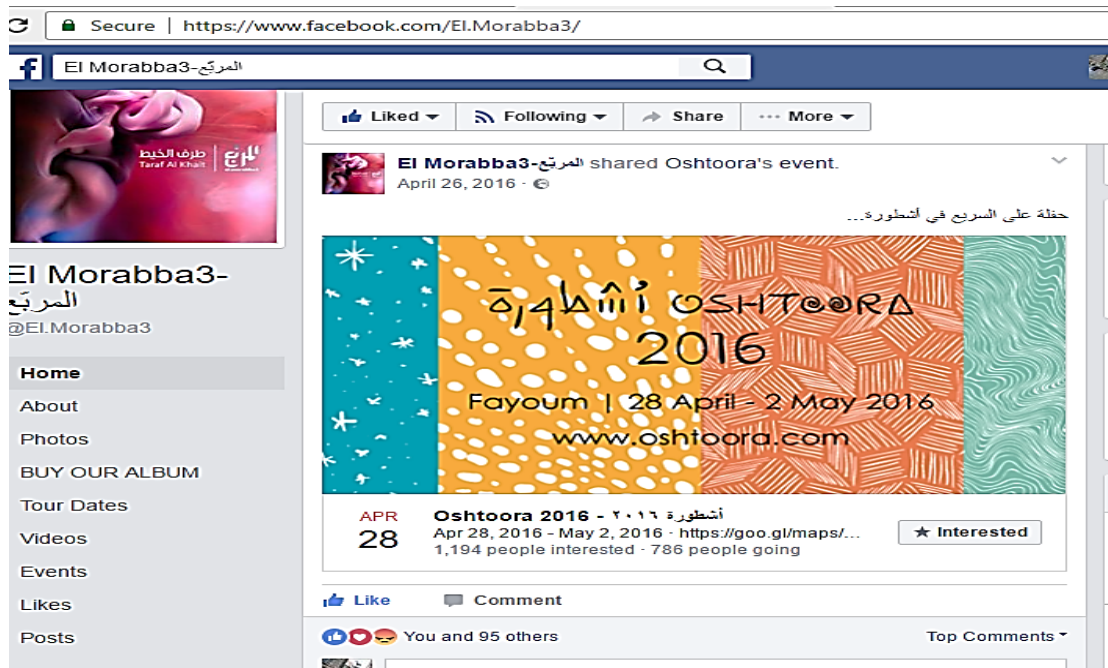 Secure | https://www.facebook.com/El.Morabba3/
El Morabba3-المربّع
طرف الخيط
Taraf Al Khait
المربع
El Morabba3-
المربّع
@El.Morabba3
Home
About
Photos
BUY OUR ALBUM
Tour Dates
Videos
Events
Likes
Posts
Liked
Following
Share
More
El Morabba3-المربّع shared Oshtoora's event.
April 26, 2016
حفلة على السريع في أشطورة...
أشطورة OSHTOORA
2016
Fayoum | 28 April - 2 May 2016
www.oshtoora.com
APR
28
Oshtoora 2016 - أشطورة ٢٠١٦
Apr 28, 2016 - May 2, 2016 · https://goo.gl/maps/...
1,194 people interested · 786 people going
Interested
Like
Comment
You and 95 others
Top Comments